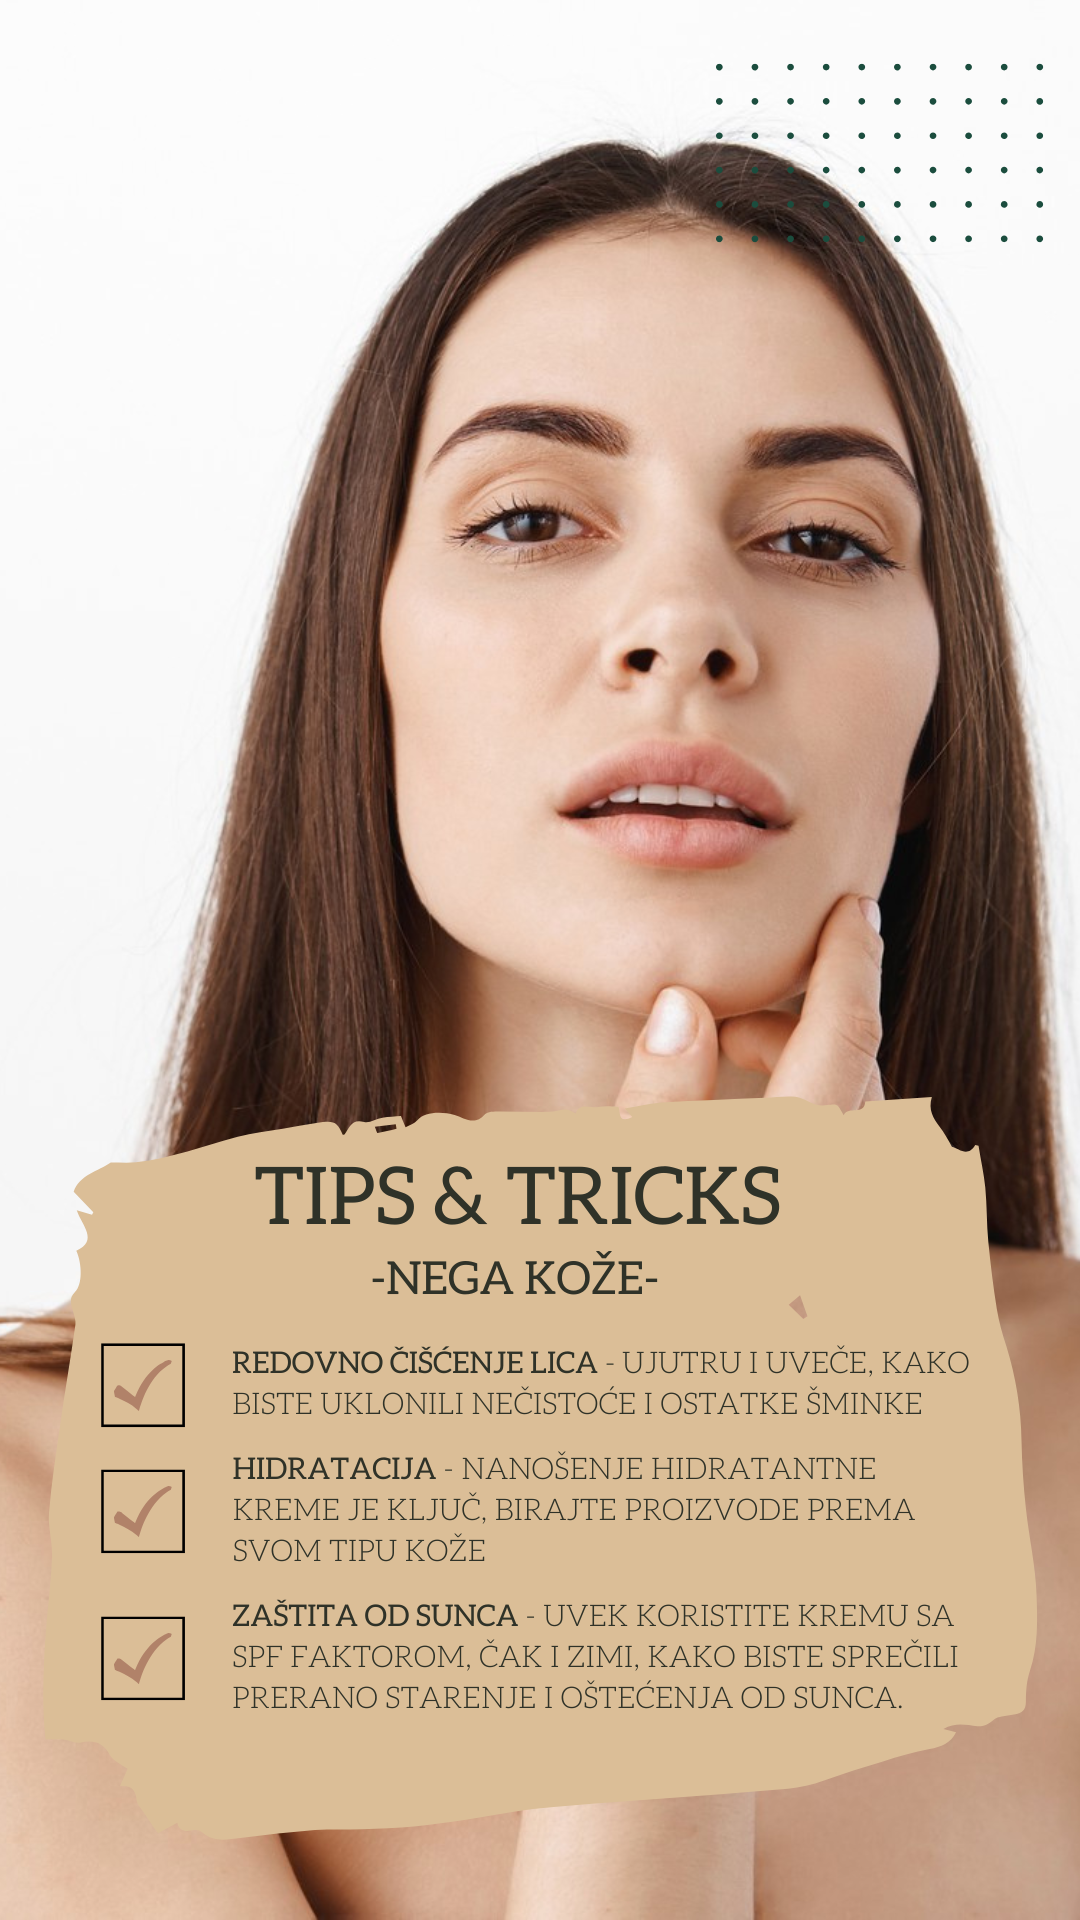 TIPS & TRICKS
-NEGA KOŽE-
REDOVNO ČIŠĆENJE LICA - UJUTRU I UVEČE, KAKO
BISTE UKLONILI NEČISTOĆE I OSTATKE ŠMINKE
HIDRATACIJA - NANOŠENJE HIDRATANTNE
KREME JE KLJUČ, BIRAJTE PROIZVODE PREMA
SVOM TIPU KOŽE
ZAŠTITA OD SUNCA - UVEK KORISTITE KREMU SA
SPF FAKTOROM, ČAK I ZIMI, KAKO BISTE SPREČILI
PRERANO STARENJE I OŠTEĆENJA OD SUNCA.